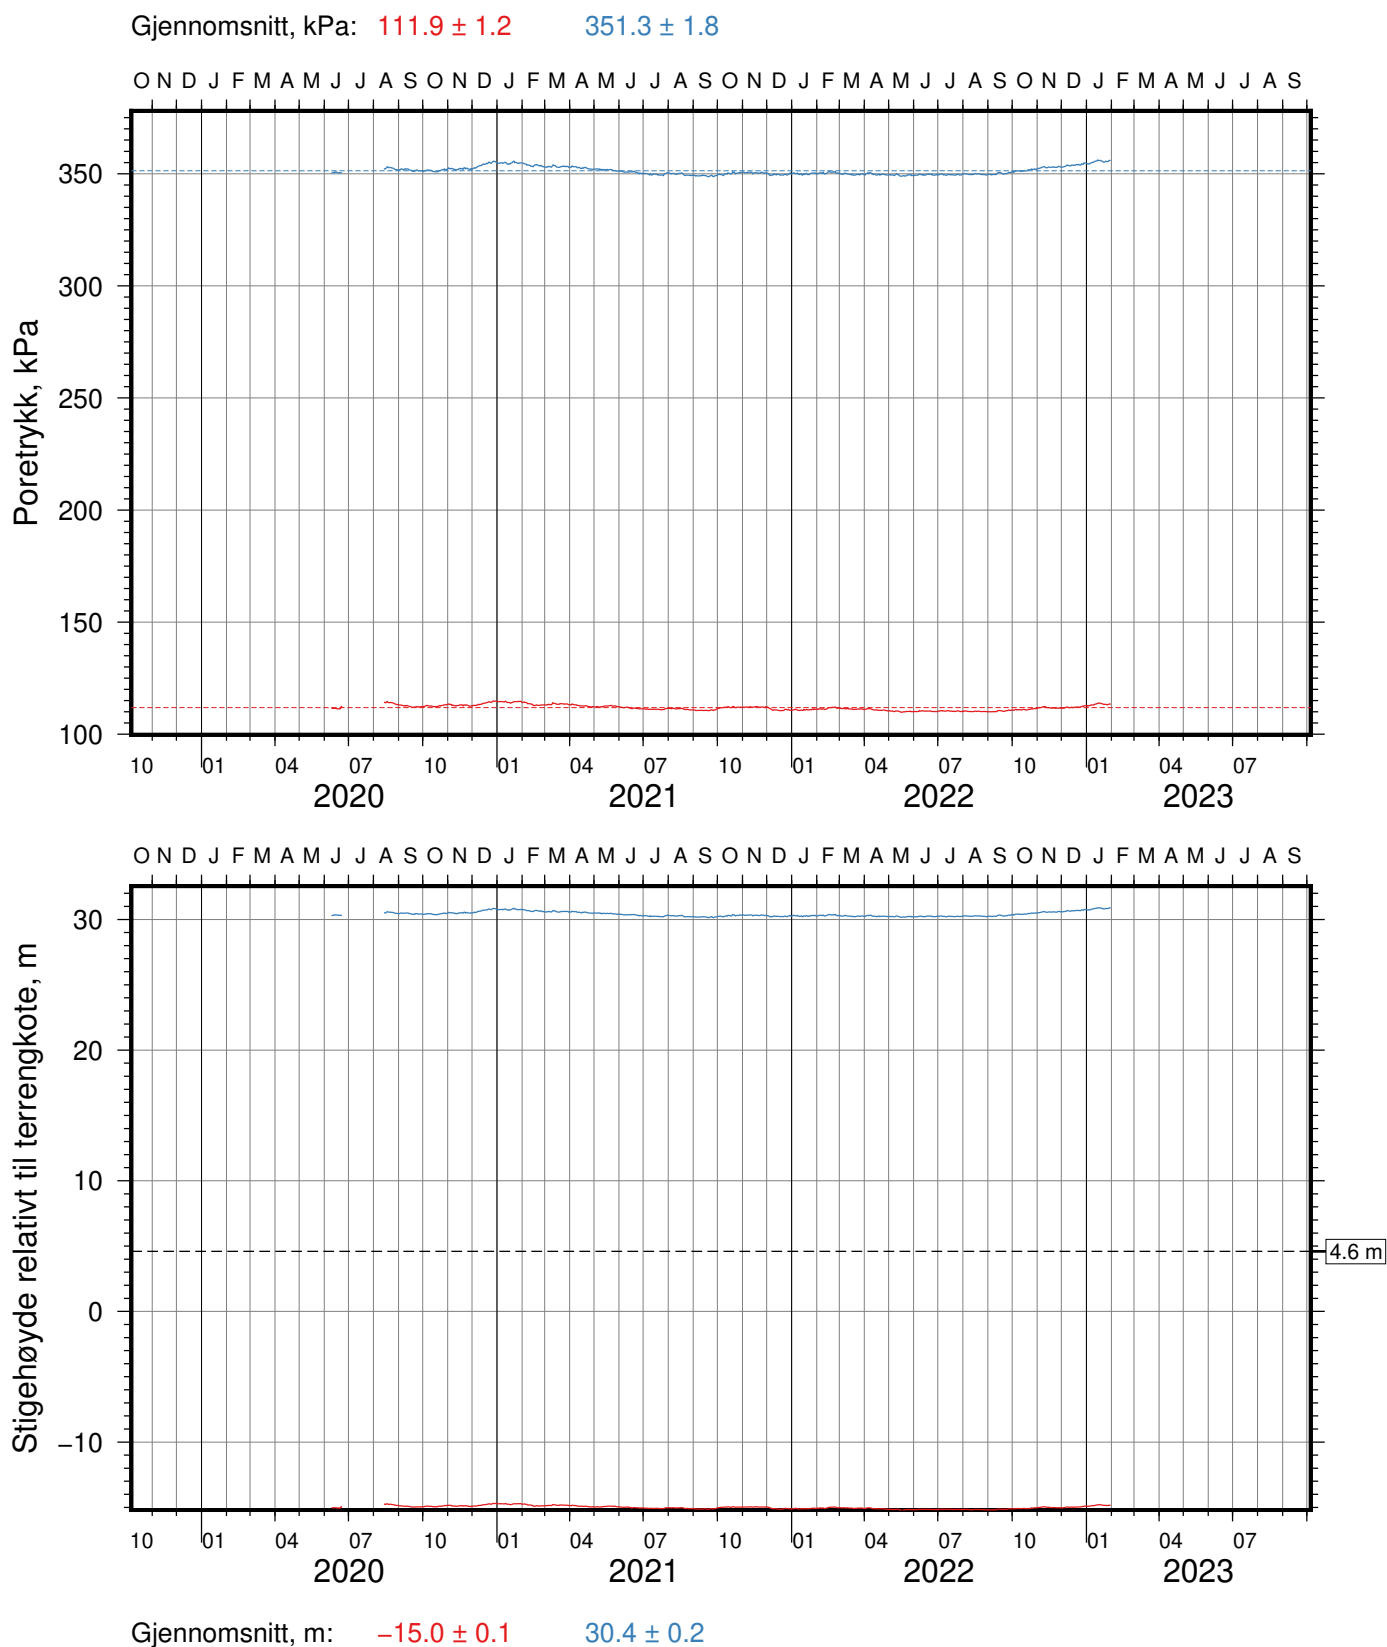 Gjennomsnitt, kPa: 111.9 ± 1.2 351.3 ± 1.8
O N D J F M A M J J A S O N D J F M A M J J A S O N D J F M A M J J A S O N D J F M A M J J A S
350
300
250
200
150
100
Poretrykk, kPa
10 01 04 07 10 01 04 07 10 01 04 07 10 01 04 07
2020 2021 2022 2023
O N D J F M A M J J A S O N D J F M A M J J A S O N D J F M A M J J A S O N D J F M A M J J A S
30
20
10
0
−10
Stigehøyde relativt til terrengkote, m
4.6 m
10 01 04 07 10 01 04 07 10 01 04 07 10 01 04 07
2020 2021 2022 2023
Gjennomsnitt, m: −15.0 ± 0.1 30.4 ± 0.2